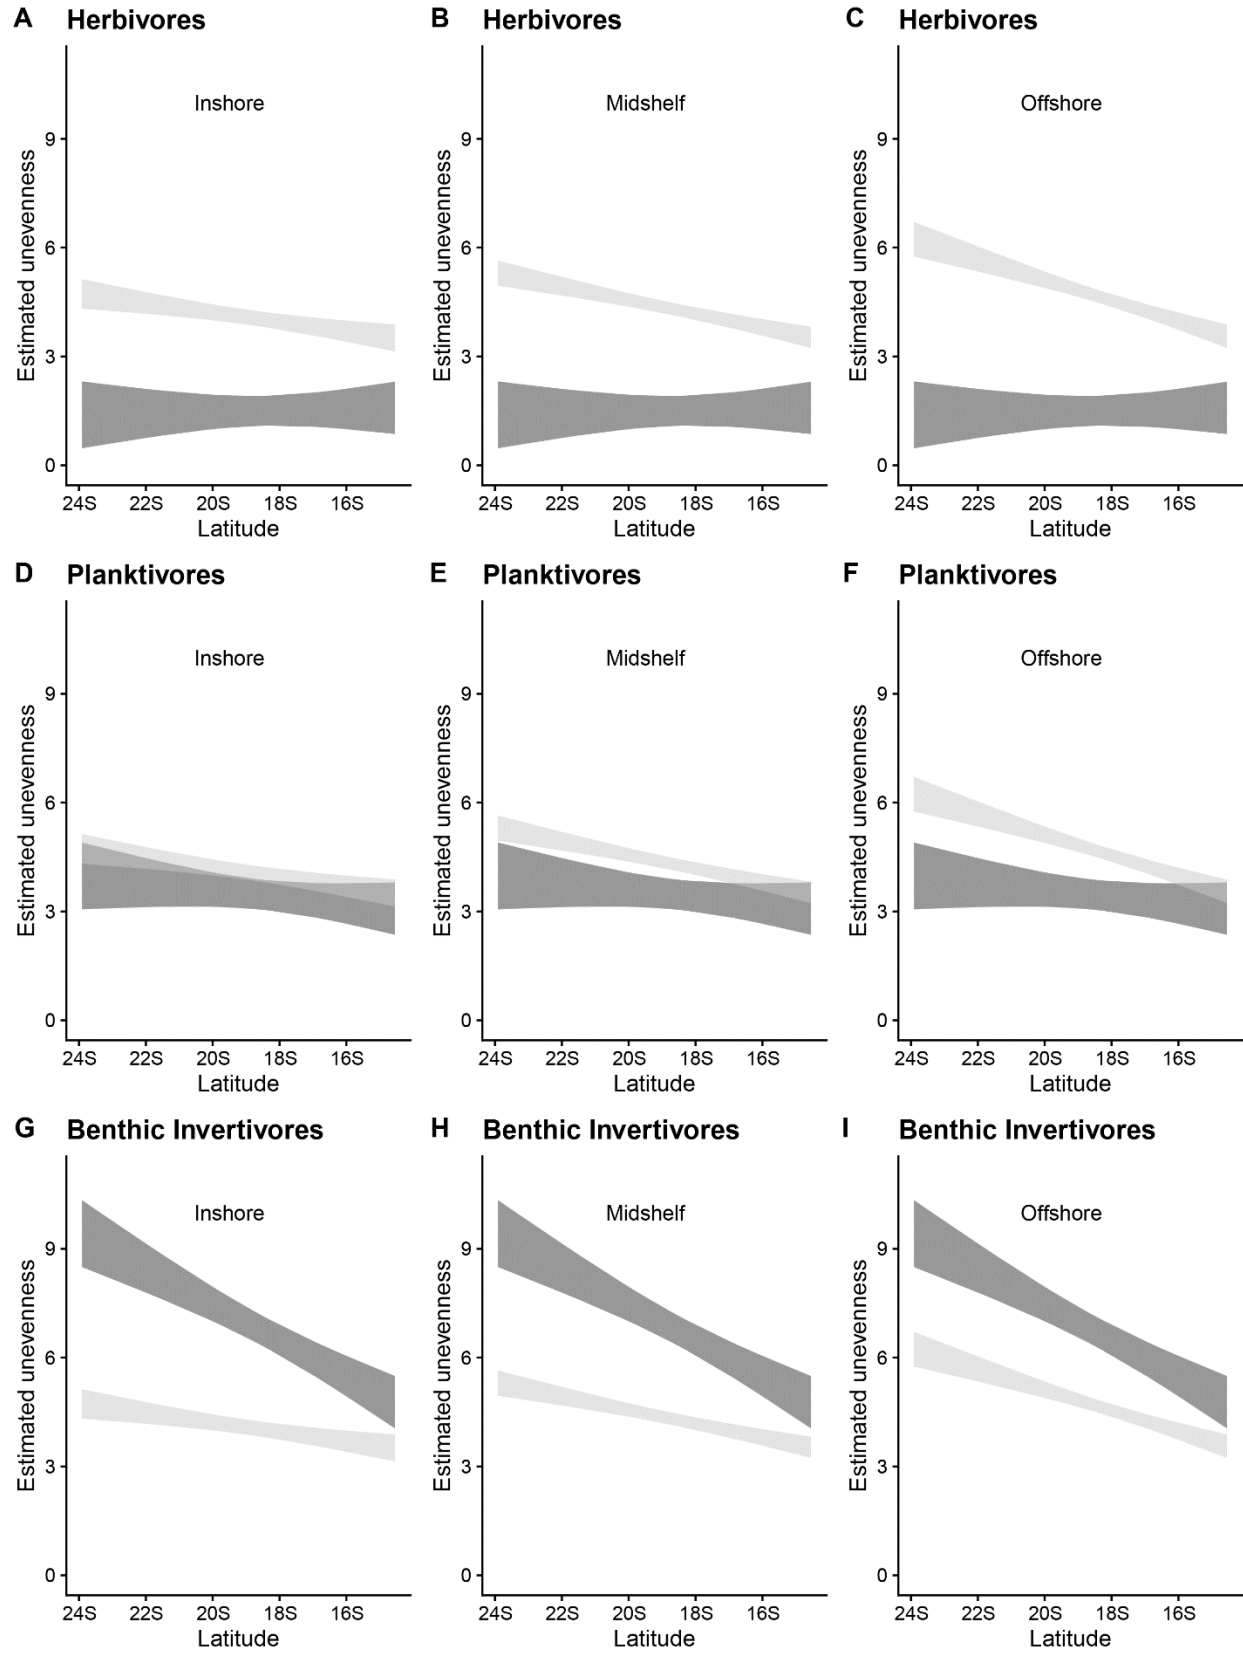 A Herbivores
Inshore
9
6
3
0
Estimated unevenness
24S 22S 20S 18S 16S
Latitude
B Herbivores
Midshelf
9
6
3
0
Estimated unevenness
24S 22S 20S 18S 16S
Latitude
C Herbivores
Offshore
9
6
3
0
Estimated unevenness
24S 22S 20S 18S 16S
Latitude
D Planktivores
Inshore
9
6
3
0
Estimated unevenness
24S 22S 20S 18S 16S
Latitude
E Planktivores
Midshelf
9
6
3
0
Estimated unevenness
24S 22S 20S 18S 16S
Latitude
F Planktivores
Offshore
9
6
3
0
Estimated unevenness
24S 22S 20S 18S 16S
Latitude
G Benthic Invertivores
Inshore
9
6
3
0
Estimated unevenness
24S 22S 20S 18S 16S
Latitude
H Benthic Invertivores
Midshelf
9
6
3
0
Estimated unevenness
24S 22S 20S 18S 16S
Latitude
I Benthic Invertivores
Offshore
9
6
3
0
Estimated unevenness
24S 22S 20S 18S 16S
Latitude